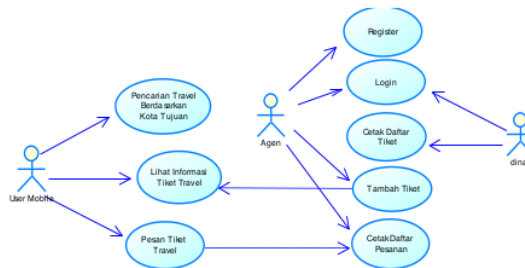 Register
Pencarian Travel
Berdasarkan
Kota Tujuan
Login
Agen
Cetak Daftar
Tiket
dina
User Mobile
Lihat Informasi
Tiket Travel
Tambah Tiket
Pesan Tiket
Travel
Cetak Daftar
Pesanan